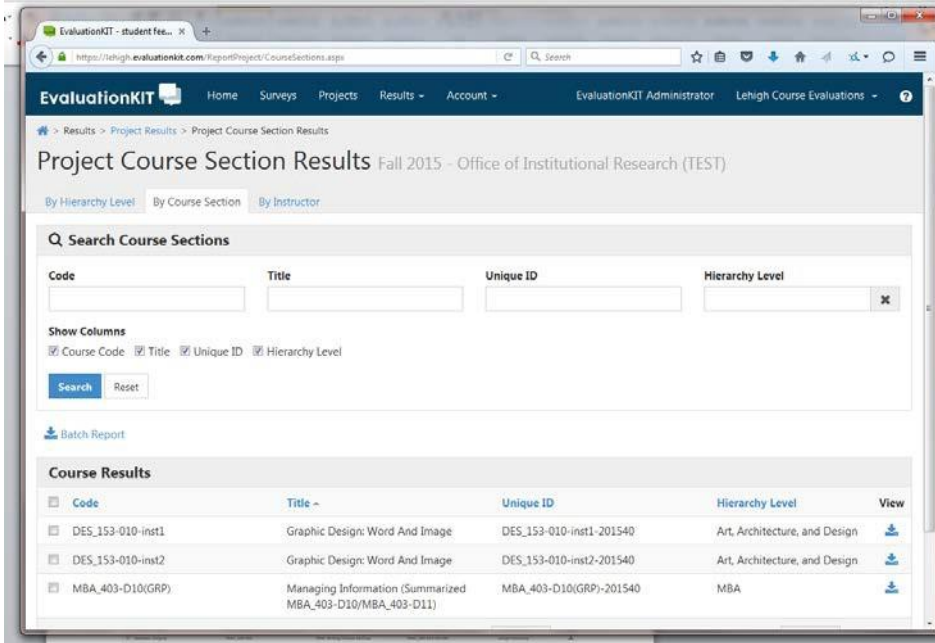 EvaluationKIT - student fee...
https://lehigh.evaluationkit.com/ReportProject/CourseSections.aspx
Search
EvaluationKIT Home Surveys Projects Results Account EvaluationKIT Administrator Lehigh Course Evaluations
> Results > Project Results > Project Course Section Results
Project Course Section Results Fall 2015 - Office of Institutional Research (TEST)
By Hierarchy Level By Course Section By Instructor
Search Course Sections
Code Title Unique ID Hierarchy Level
Show Columns
Course Code Title Unique ID Hierarchy Level
Search Reset
Batch Report
Course Results
Code Title Unique ID Hierarchy Level View
DES_153-010-inst1 Graphic Design: Word And Image DES_153-010-inst1-201540 Art, Architecture, and Design
DES_153-010-inst2 Graphic Design: Word And Image DES_153-010-inst2-201540 Art, Architecture, and Design
MBA_403-D10(GRP) Managing Information (Summarized MBA_403-D10(GRP)-201540 MBA
MBA_403-D10/MBA_403-D11)